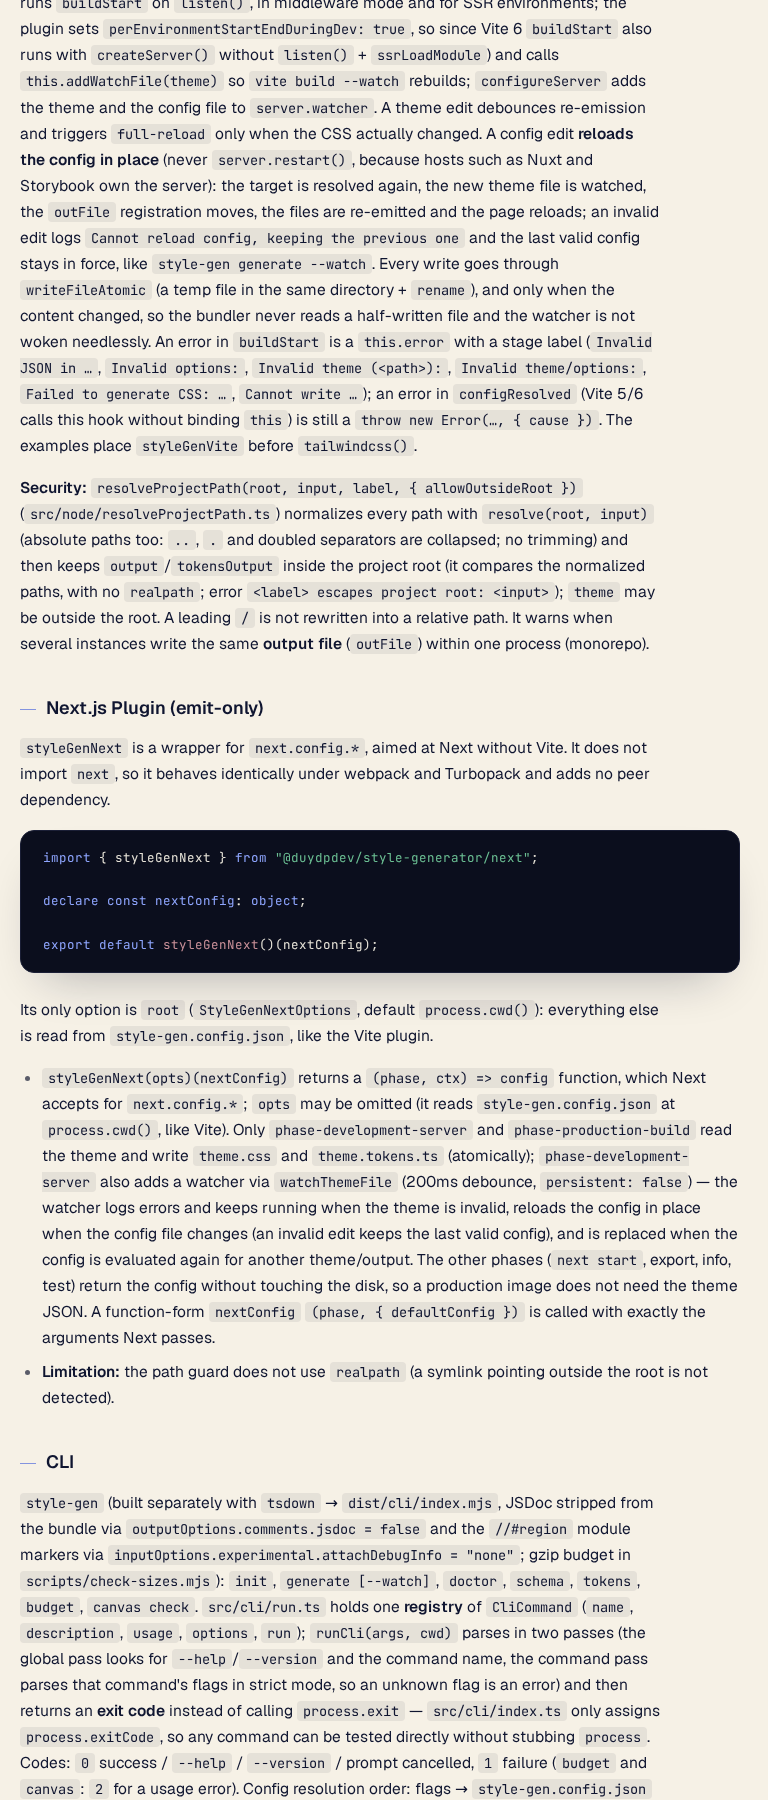 runs buildStart on listen(), in middleware mode and for SSR environments; the
plugin sets perEnvironmentStartEndDuringDev: true, so since Vite 6 buildStart also
runs with createServer() without listen() + ssrLoadModule) and calls
this.addWatchFile(theme) so vite build --watch rebuilds; configureServer adds
the theme and the config file to server.watcher. A theme edit debounces re-emission
and triggers full-reload only when the CSS actually changed. A config edit reloads
the config in place (never server.restart(), because hosts such as Nuxt and
Storybook own the server): the target is resolved again, the new theme file is watched,
the outFile registration moves, the files are re-emitted and the page reloads; an invalid
edit logs Cannot reload config, keeping the previous one and the last valid config
stays in force, like style-gen generate --watch. Every write goes through
writeFileAtomic (a temp file in the same directory + rename), and only when the
content changed, so the bundler never reads a half-written file and the watcher is not
woken needlessly. An error in buildStart is a this.error with a stage label (Invalid
JSON in …, Invalid options:, Invalid theme (<path>):, Invalid theme/options:,
Failed to generate CSS: …, Cannot write …); an error in configResolved (Vite 5/6
calls this hook without binding this) is still a throw new Error(…, { cause }). The
examples place styleGenVite before tailwindcss().
Security: resolveProjectPath(root, input, label, { allowOutsideRoot })
(src/node/resolveProjectPath.ts) normalizes every path with resolve(root, input)
(absolute paths too: .., . and doubled separators are collapsed; no trimming) and
then keeps output/tokensOutput inside the project root (it compares the normalized
paths, with no realpath; error <label> escapes project root: <input>); theme may
be outside the root. A leading / is not rewritten into a relative path. It warns when
several instances write the same output file (outFile) within one process (monorepo).
— Next.js Plugin (emit-only)
styleGenNext is a wrapper for next.config.*, aimed at Next without Vite. It does not
import next, so it behaves identically under webpack and Turbopack and adds no peer
dependency.
import { styleGenNext } from "@duydpdev/style-generator/next";
declare const nextConfig: object;
export default styleGenNext()(nextConfig);
Its only option is root (StyleGenNextOptions, default process.cwd()): everything else
is read from style-gen.config.json, like the Vite plugin.
• styleGenNext(opts)(nextConfig) returns a (phase, ctx) => config function, which Next
accepts for next.config.*; opts may be omitted (it reads style-gen.config.json at
process.cwd(), like Vite). Only phase-development-server and phase-production-build read
the theme and write theme.css and theme.tokens.ts (atomically); phase-development-
server also adds a watcher via watchThemeFile (200ms debounce, persistent: false) — the
watcher logs errors and keeps running when the theme is invalid, reloads the config in place
when the config file changes (an invalid edit keeps the last valid config), and is replaced when the
config is evaluated again for another theme/output. The other phases (next start, export, info,
test) return the config without touching the disk, so a production image does not need the theme
JSON. A function-form nextConfig (phase, { defaultConfig }) is called with exactly the
arguments Next passes.
• Limitation: the path guard does not use realpath (a symlink pointing outside the root is not
detected).
— CLI
style-gen (built separately with tsdown → dist/cli/index.mjs, JSDoc stripped from
the bundle via outputOptions.comments.jsdoc = false and the //#region module
markers via inputOptions.experimental.attachDebugInfo = "none"; gzip budget in
scripts/check-sizes.mjs): init, generate [--watch], doctor, schema, tokens,
budget, canvas check. src/cli/run.ts holds one registry of CliCommand (name,
description, usage, options, run); runCli(args, cwd) parses in two passes (the
global pass looks for --help/--version and the command name, the command pass
parses that command's flags in strict mode, so an unknown flag is an error) and then
returns an exit code instead of calling process.exit — src/cli/index.ts only assigns
process.exitCode, so any command can be tested directly without stubbing process.
Codes: 0 success / --help / --version / prompt cancelled, 1 failure (budget and
canvas: 2 for a usage error). Config resolution order: flags → style-gen.config.json